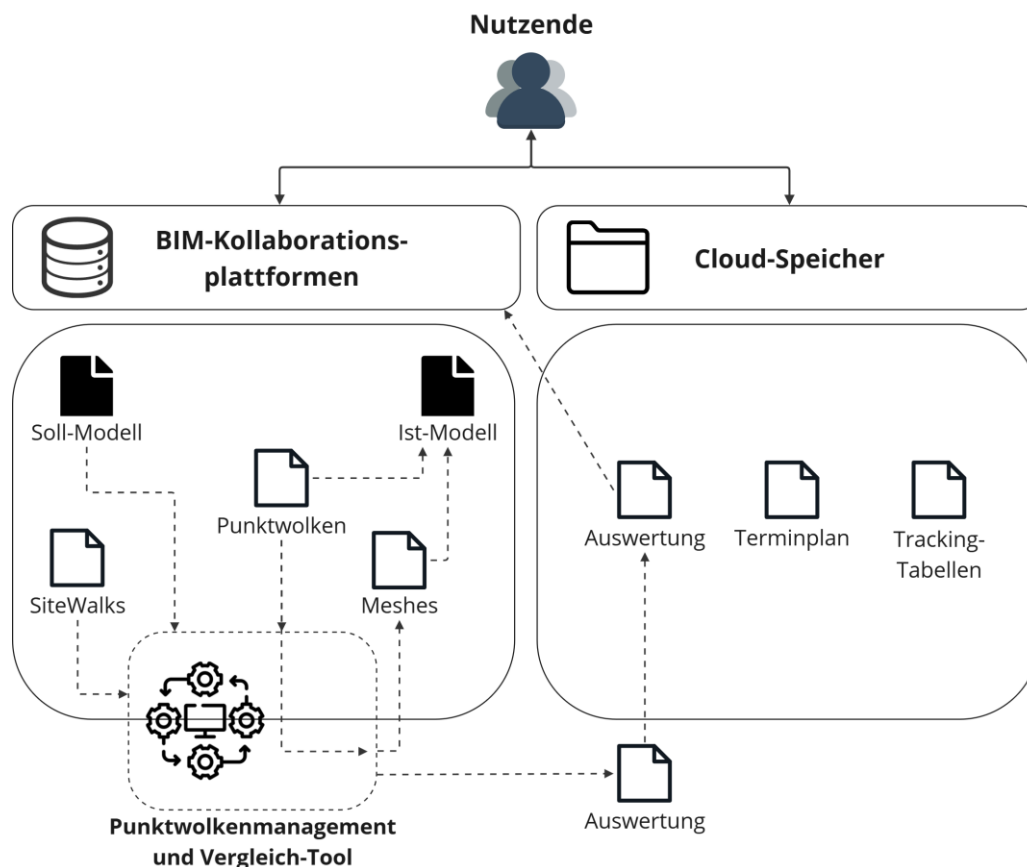 Nutzende
BIM-Kollaborations-
plattformen
Cloud-Speicher
Soll-Modell
Ist-Modell
Punktwolken
SiteWalks
Meshes
Auswertung
Terminplan
Tracking-
Tabellen
Auswertung
Punktwolkenmanagement
und Vergleich-Tool